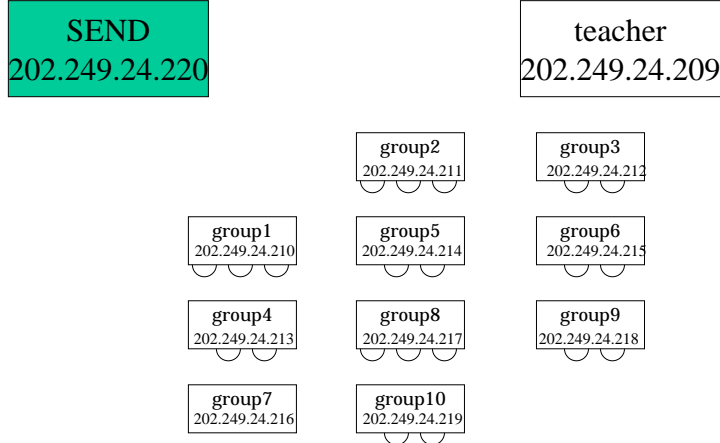 SEND
202.249.24.220
teacher
202.249.24.209
group2
202.249.24.211
group3
202.249.24.212
group1
202.249.24.210
group5
202.249.24.214
group6
202.249.24.215
group4
202.249.24.213
group8
202.249.24.217
group9
202.249.24.218
group7
202.249.24.216
group10
202.249.24.219